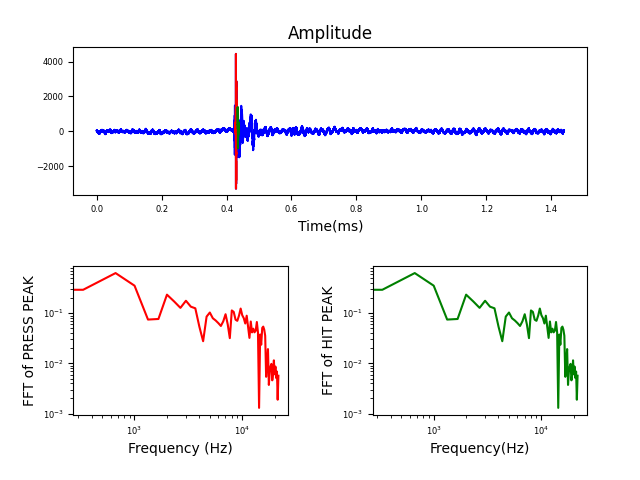 Amplitude
4000
2000
0
−2000
0.0 0.2 0.4 0.6 0.8 1.0 1.2 1.4
Time(ms)
FFT of PRESS PEAK
10⁻¹
10⁻²
10⁻³
10³ 10⁴
Frequency (Hz)
FFT of HIT PEAK
10⁻¹
10⁻²
10⁻³
10³ 10⁴
Frequency(Hz)